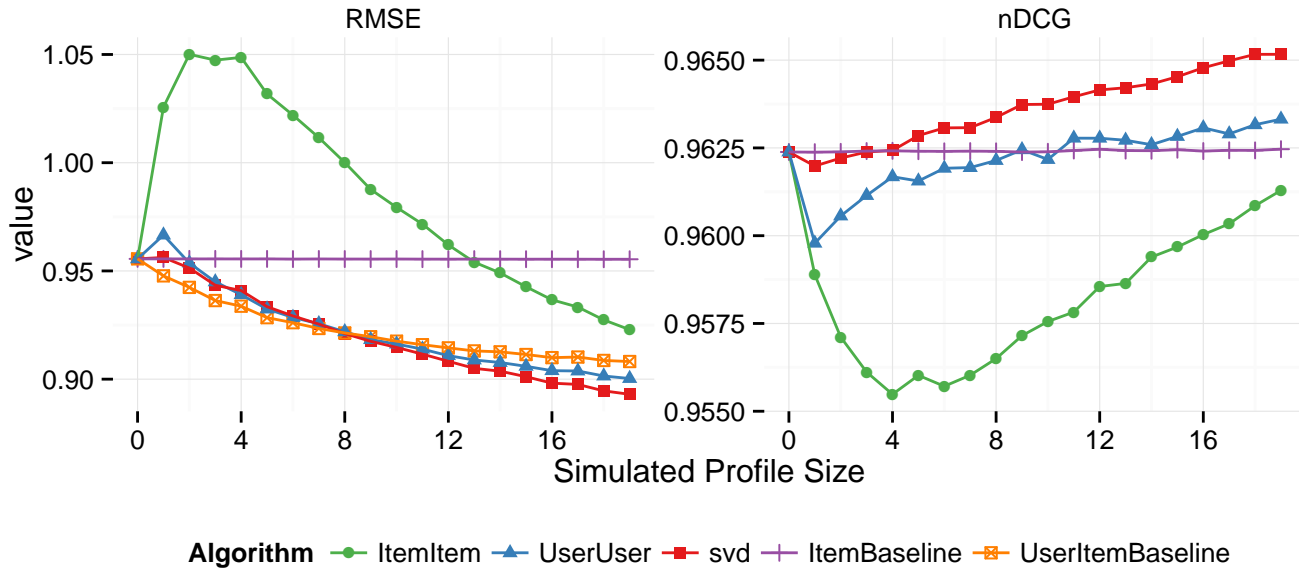 RMSE
nDCG
value
1.05
1.00
0.95
0.90
0 4 8 12 16
0.9650
0.9625
0.9600
0.9575
0.9550
0 4 8 12 16
Simulated Profile Size
Algorithm ItemItem UserUser svd ItemBaseline UserItemBaseline